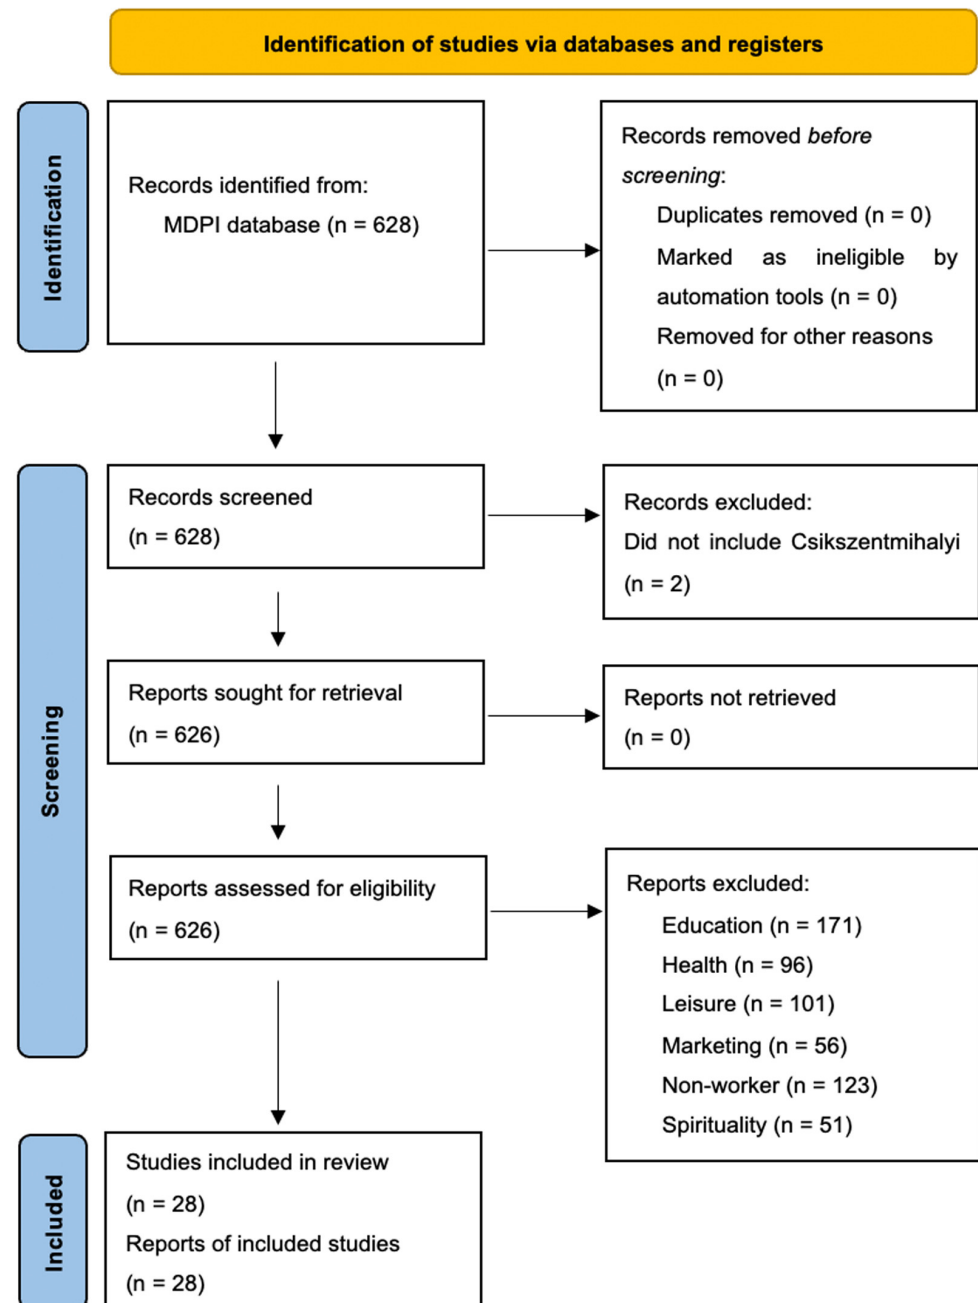 Identification of studies via databases and registers
Identification
Records identified from:
MDPI database (n = 628)
Records removed before
screening:
Duplicates removed (n = 0)
Marked as ineligible by
automation tools (n = 0)
Removed for other reasons
(n = 0)
Screening
Records screened
(n = 628)
Records excluded:
Did not include Csikszentmihalyi
(n = 2)
Reports sought for retrieval
(n = 626)
Reports not retrieved
(n = 0)
Reports assessed for eligibility
(n = 626)
Reports excluded:
Education (n = 171)
Health (n = 96)
Leisure (n = 101)
Marketing (n = 56)
Non-worker (n = 123)
Spirituality (n = 51)
Included
Studies included in review
(n = 28)
Reports of included studies
(n = 28)